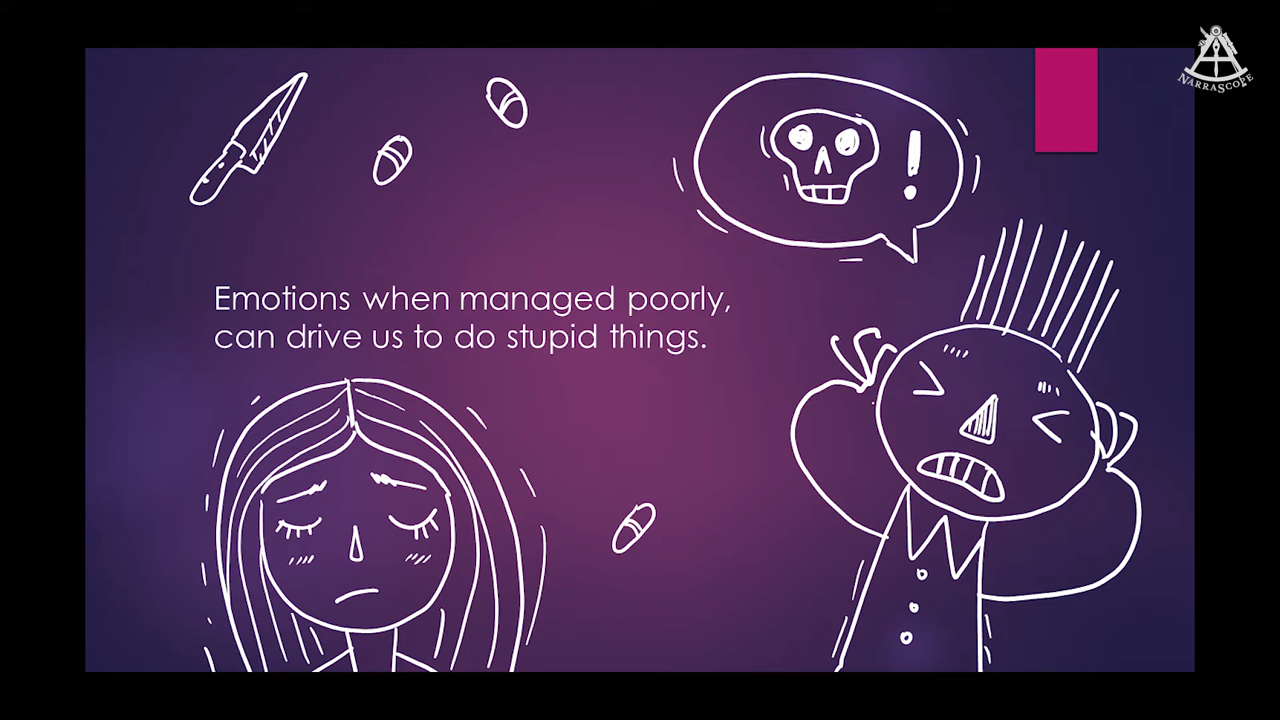 NARRASCOPE
!
Emotions when managed poorly,
can drive us to do stupid things.